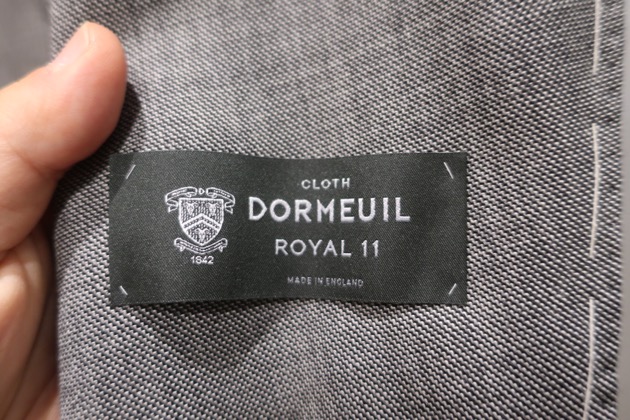 CLOTH
DORMEUIL
ROYAL 11
MADE IN ENGLAND
1842